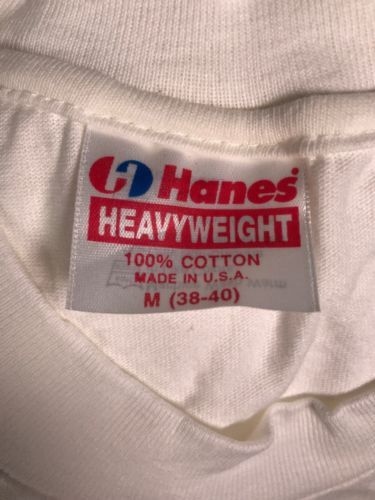 Hanes
HEAVYWEIGHT
100% COTTON
MADE IN U.S.A.
M (38-40)